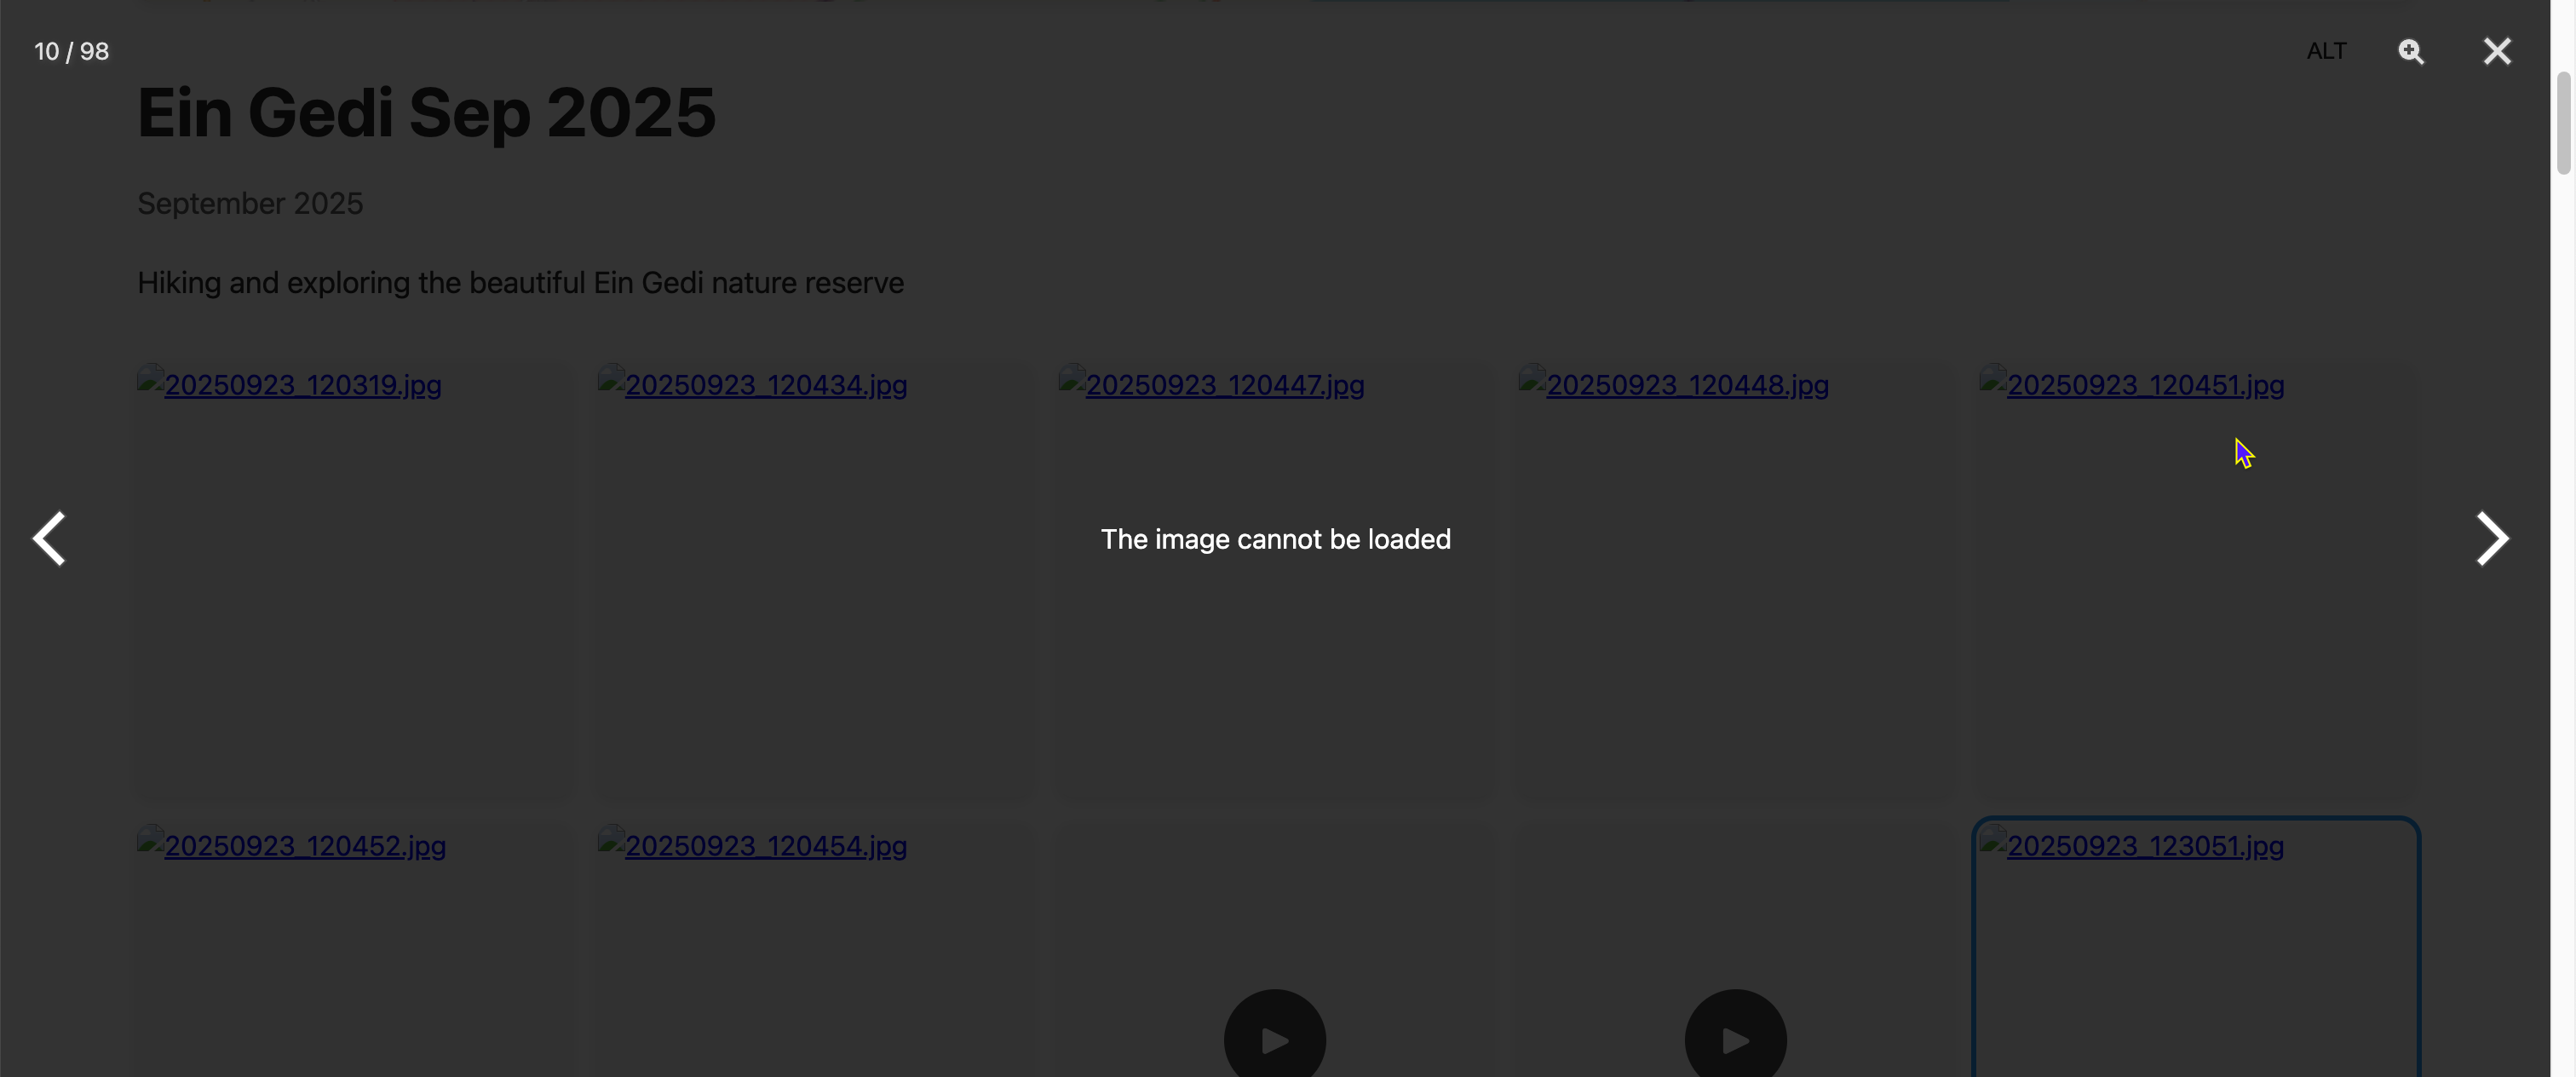 10 / 98
ALT
Ein Gedi Sep 2025
September 2025
Hiking and exploring the beautiful Ein Gedi nature reserve
20250923_120319.jpg
20250923_120434.jpg
20250923_120447.jpg
20250923_120448.jpg
20250923_120451.jpg
The image cannot be loaded
20250923_120452.jpg
20250923_120454.jpg
20250923_123051.jpg